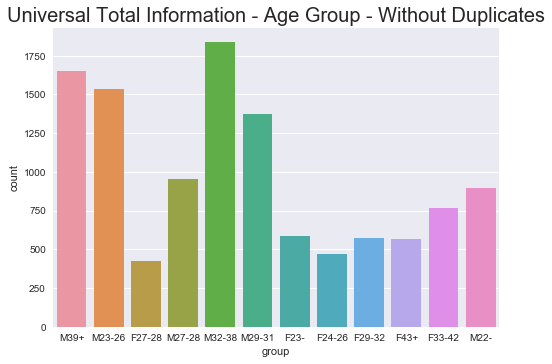 Universal Total Information - Age Group - Without Duplicates
1750
1500
1250
1000
750
500
250
0
count
M39+ M23-26 F27-28 M27-28 M32-38 M29-31 F23- F24-26 F29-32 F43+ F33-42 M22-
group